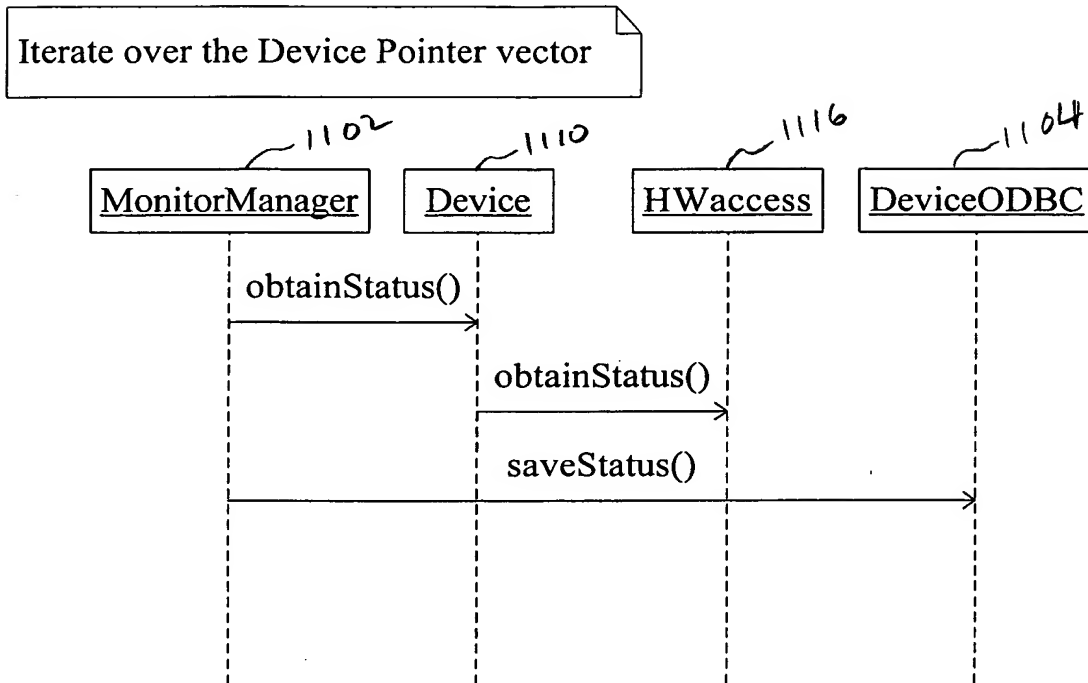 Iterate over the Device Pointer vector
1102
1110
1116
1104
MonitorManager
Device
HWaccess
DeviceODBC
obtainStatus()
obtainStatus()
saveStatus()